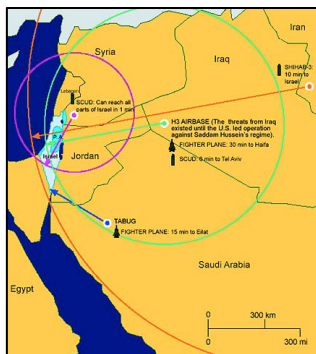 Iran
Syria
Iraq
SHIHAB-3:
10 min to
Israel
Lebanon
SCUD: Can reach all
parts of Israel in 1 min
H3 AIRBASE (The threats from Iraq
existed until the U.S. led operation
against Saddam Hussein's regime).
FIGHTER PLANE: 30 min to Haifa
SCUD: 6 min to Tel Aviv
Israel
Jordan
TABUG
FIGHTER PLANE: 15 min to Eilat
Saudi Arabia
Egypt
0 300 km
0 300 mi